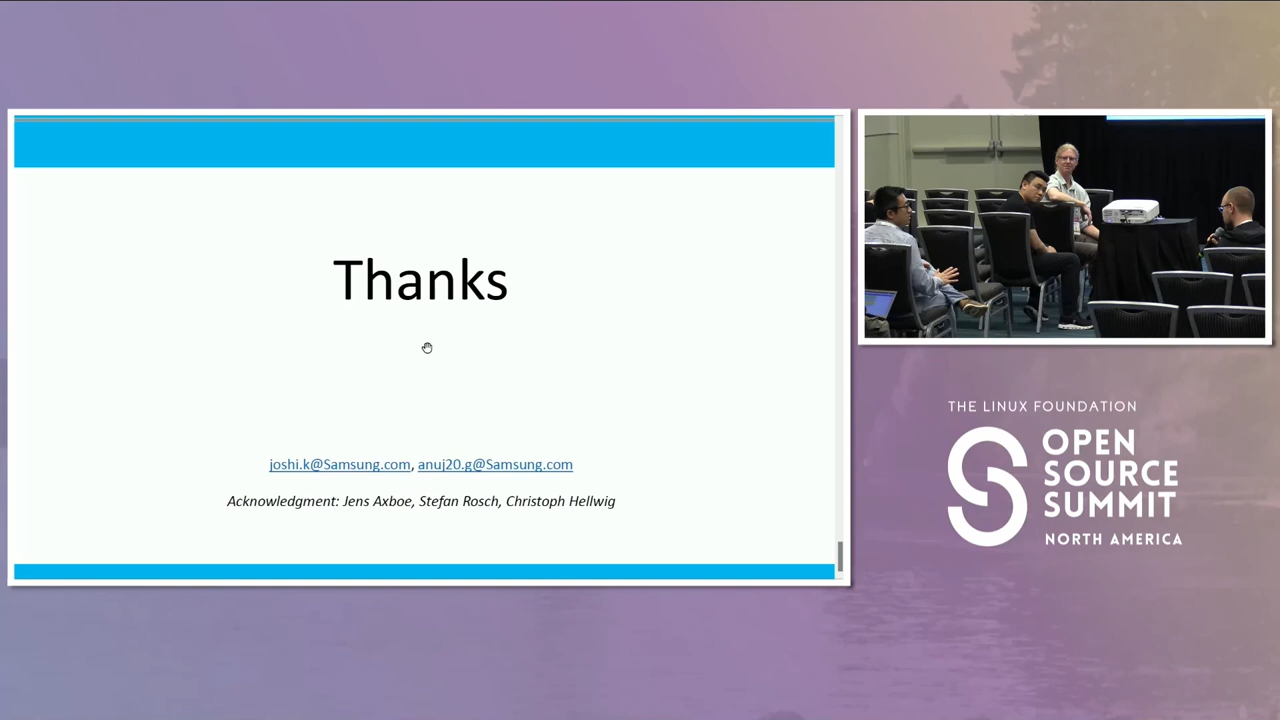 Thanks
joshi.k@Samsung.com, anuj20.g@Samsung.com
Acknowledgment: Jens Axboe, Stefan Rosch, Christoph Hellwig
THE LINUX FOUNDATION
OPEN
SOURCE
SUMMIT
NORTH AMERICA